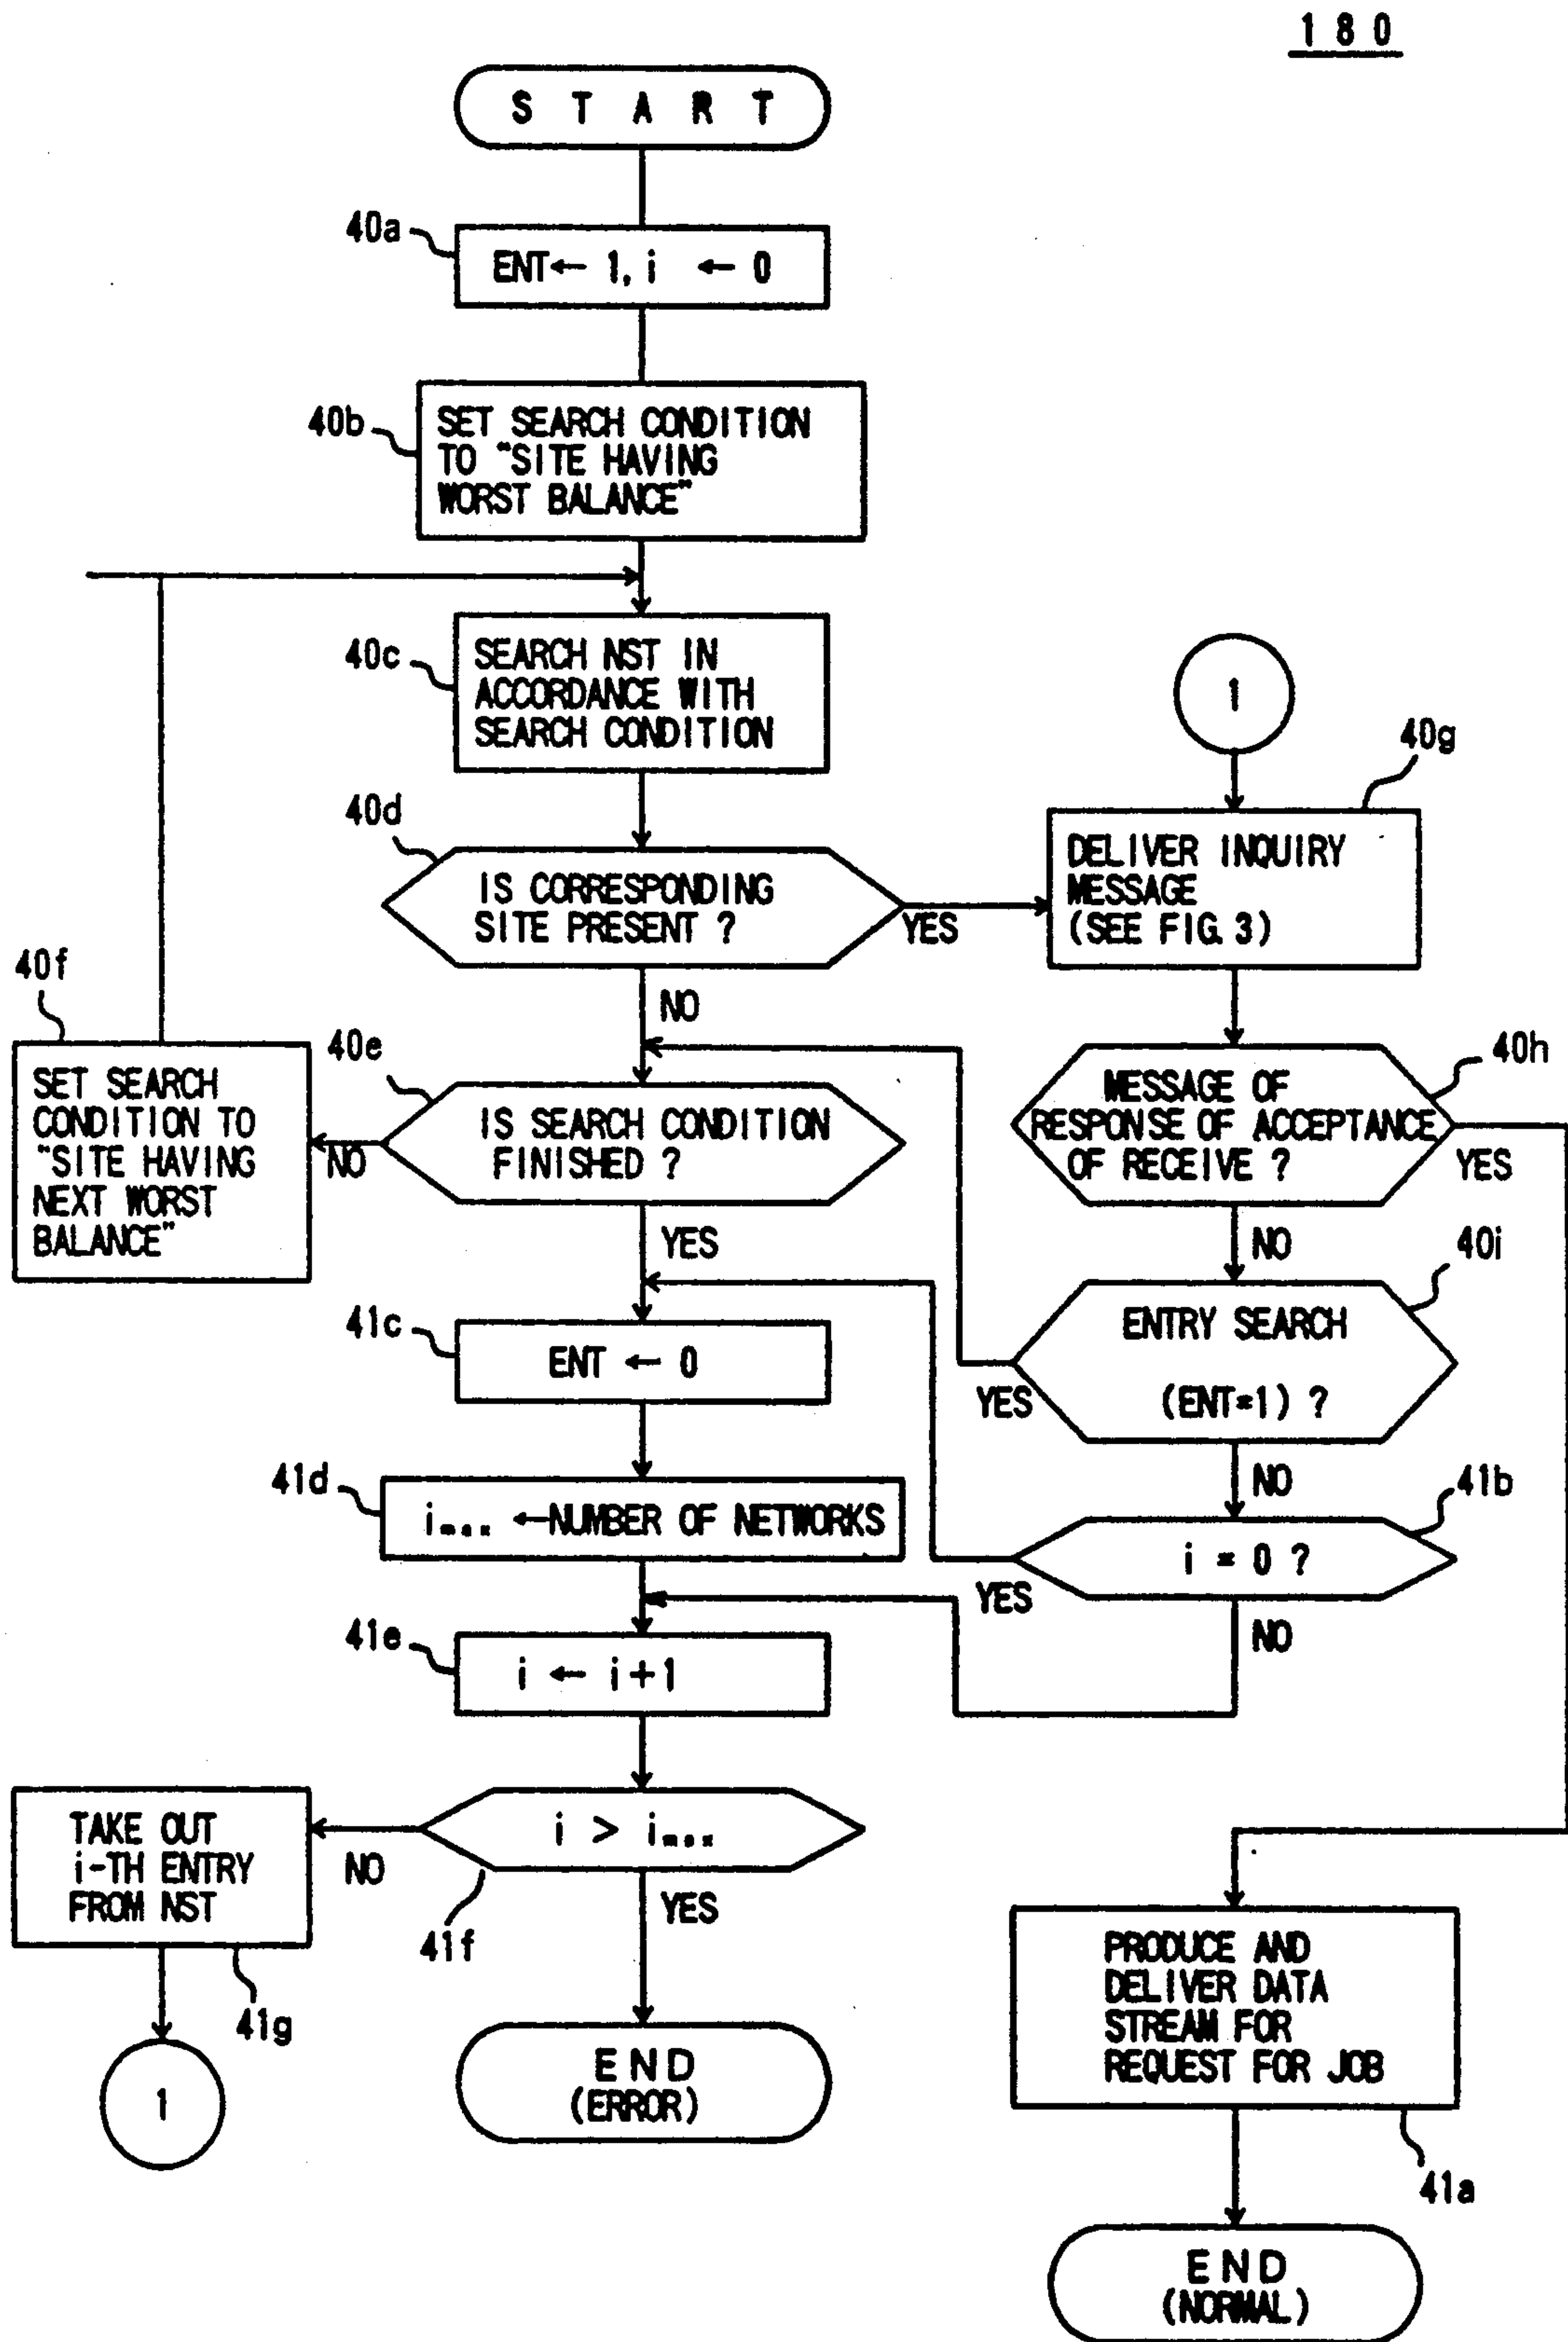 1 8 0
S T A R T
40a
ENT← 1, i ← 0
40b
SET SEARCH CONDITION
TO "SITE HAVING
WORST BALANCE"
40c
SEARCH NST IN
ACCORDANCE WITH
SEARCH CONDITION
1
40g
40d
IS CORRESPONDING
SITE PRESENT ?
YES
DELIVER INQUIRY
MESSAGE
(SEE FIG. 3)
NO
40f
SET SEARCH
CONDITION TO
"SITE HAVING
NEXT WORST
BALANCE"
40e
IS SEARCH CONDITION
FINISHED ?
NO
YES
40h
MESSAGE OF
RESPONSE OF ACCEPTANCE
OF RECEIVE ?
YES
NO
40i
ENTRY SEARCH
(ENT=1) ?
YES
NO
41c
ENT ← 0
41d
imax ←NUMBER OF NETWORKS
41b
i = 0 ?
YES
NO
41e
i ← i+1
i > imax
NO
YES
41f
TAKE OUT
i-TH ENTRY
FROM NST
41g
1
END
(ERROR)
PRODUCE AND
DELIVER DATA
STREAM FOR
REQUEST FOR JOB
41a
END
(NORMAL)